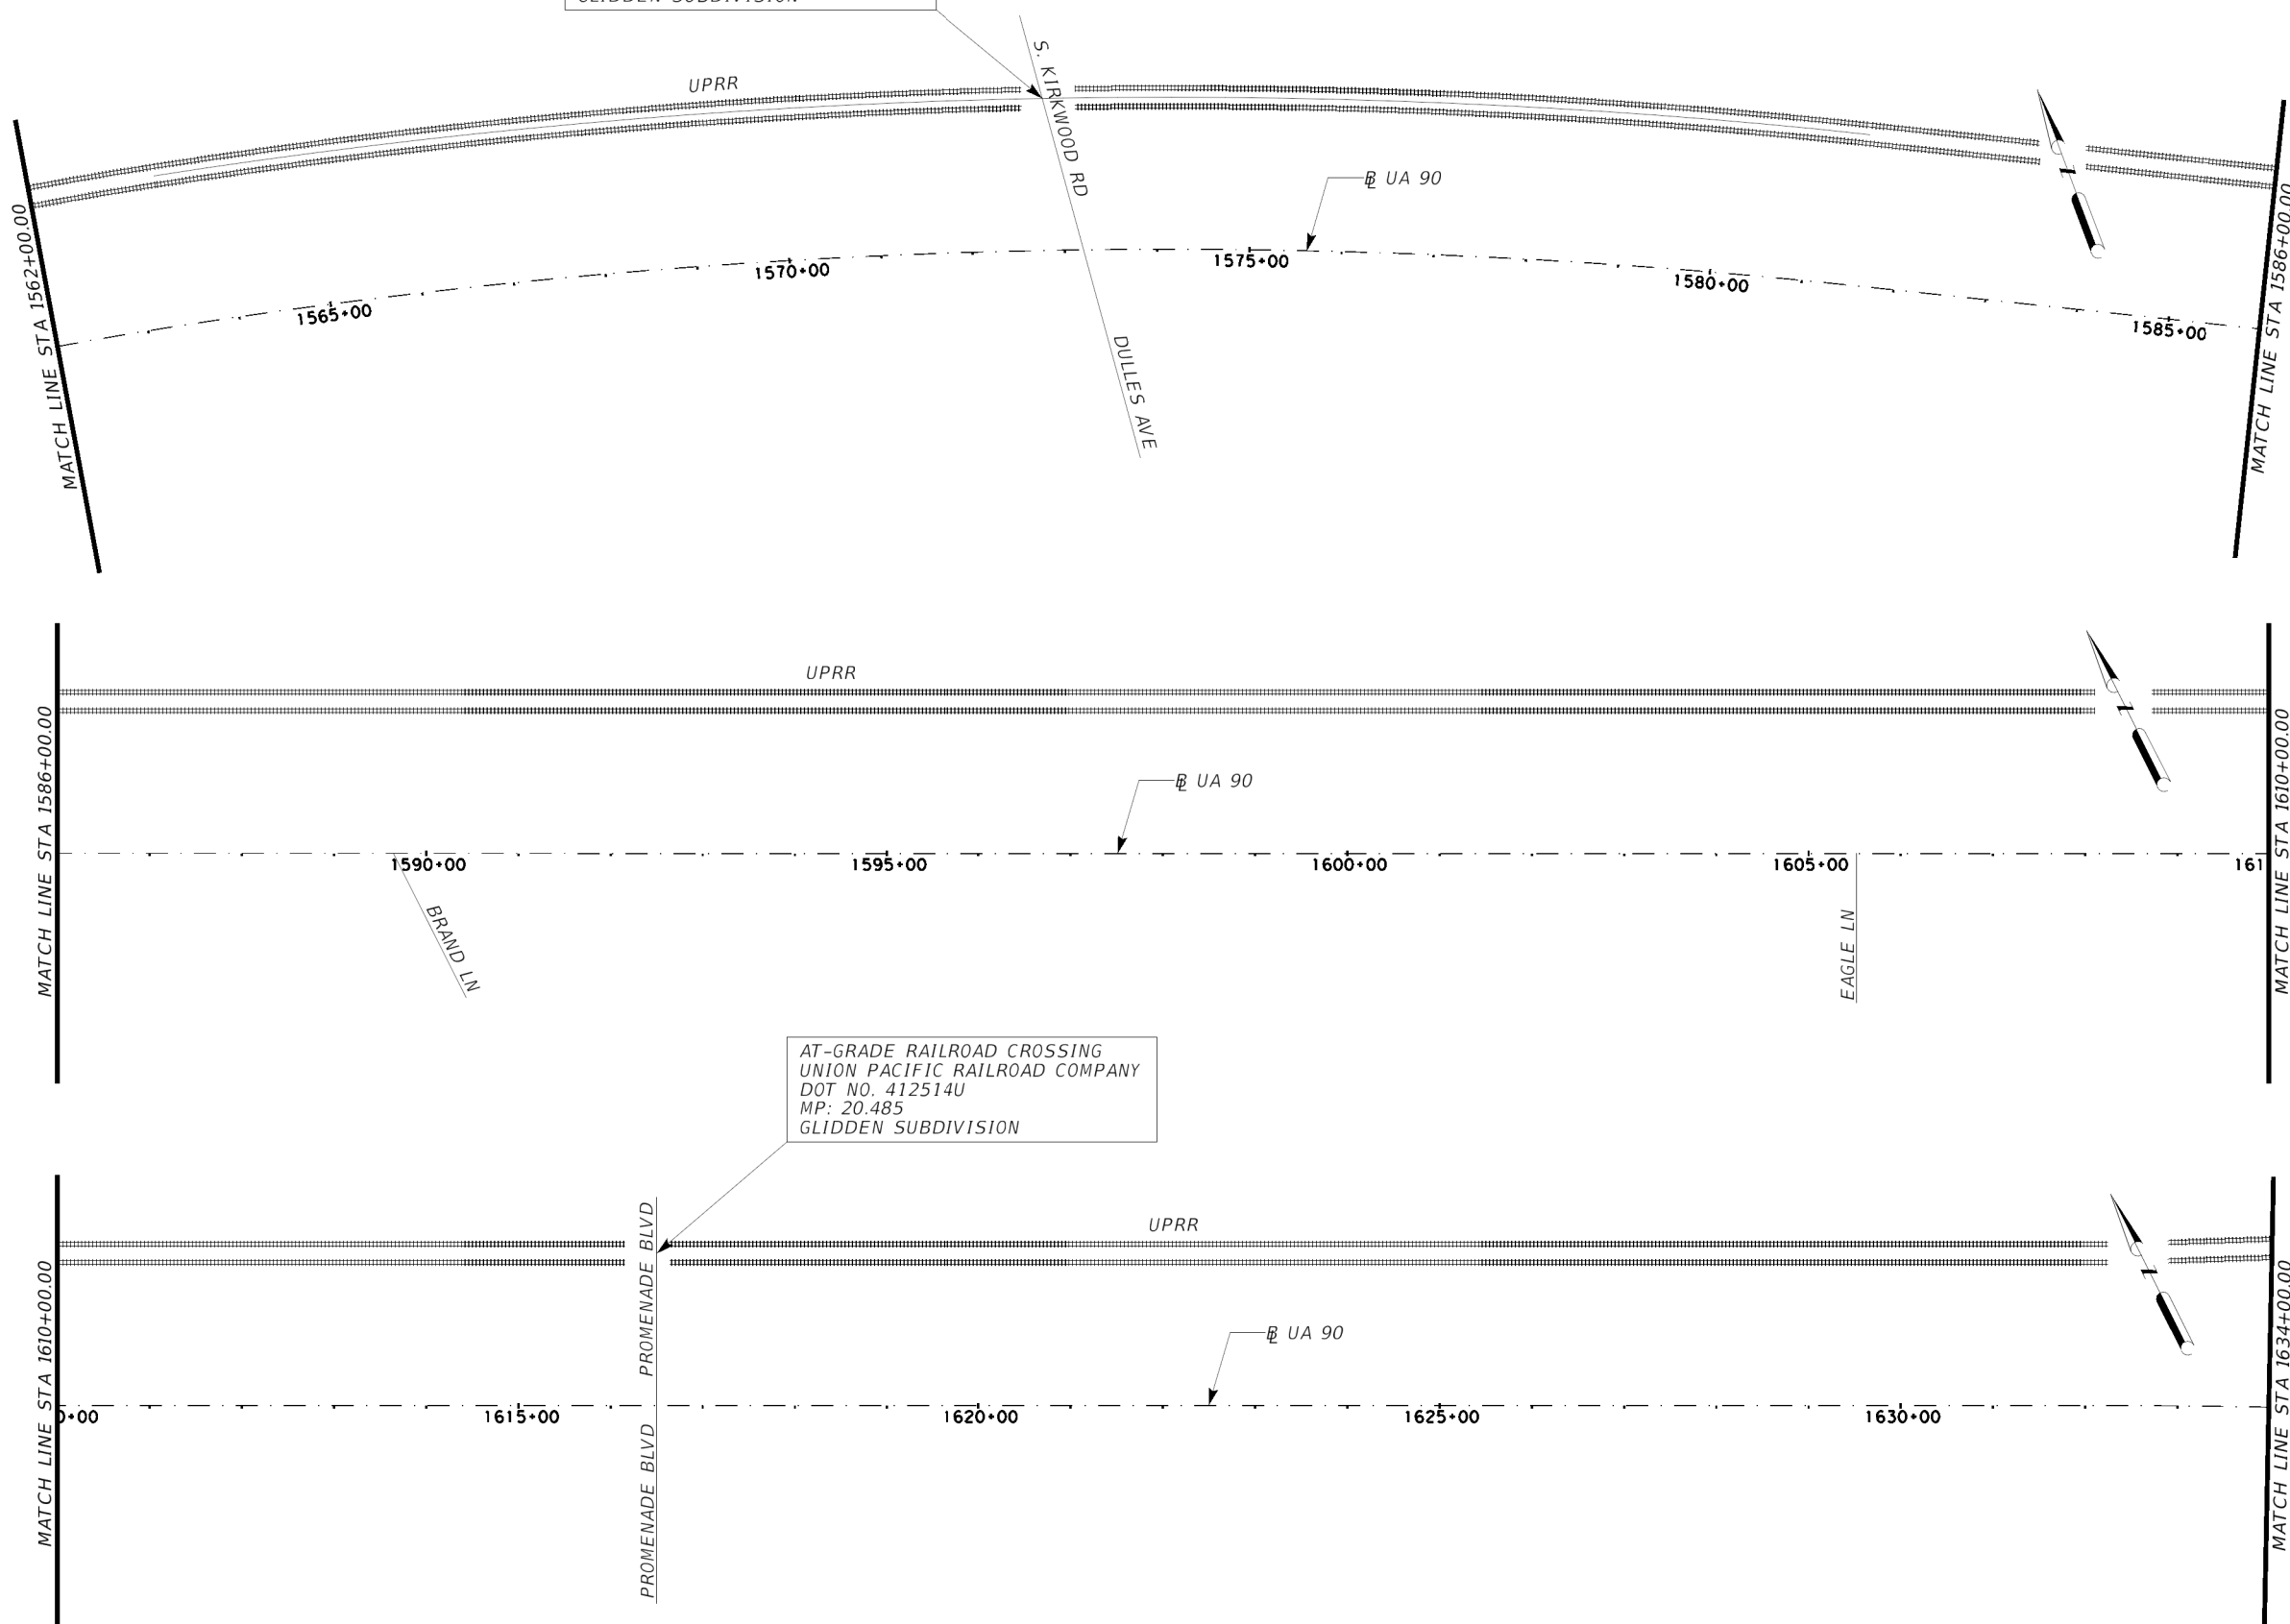 GLIDDEN SUBDIVISION
UPRR
S. KIRKWOOD RD
BL UA 90
MATCH LINE STA 1562+00.00
1565+00
1570+00
1575+00
1580+00
1585+00
MATCH LINE STA 1586+00.00
DULLES AVE
UPRR
BL UA 90
MATCH LINE STA 1586+00.00
1590+00
1595+00
1600+00
1605+00
161
MATCH LINE STA 1610+00.00
BRAND LN
EAGLE LN
AT-GRADE RAILROAD CROSSING
UNION PACIFIC RAILROAD COMPANY
DOT NO. 412514U
MP: 20.485
GLIDDEN SUBDIVISION
PROMENADE BLVD
UPRR
BL UA 90
MATCH LINE STA 1610+00.00
0+00
1615+00
1620+00
1625+00
1630+00
MATCH LINE STA 1634+00.00
PROMENADE BLVD